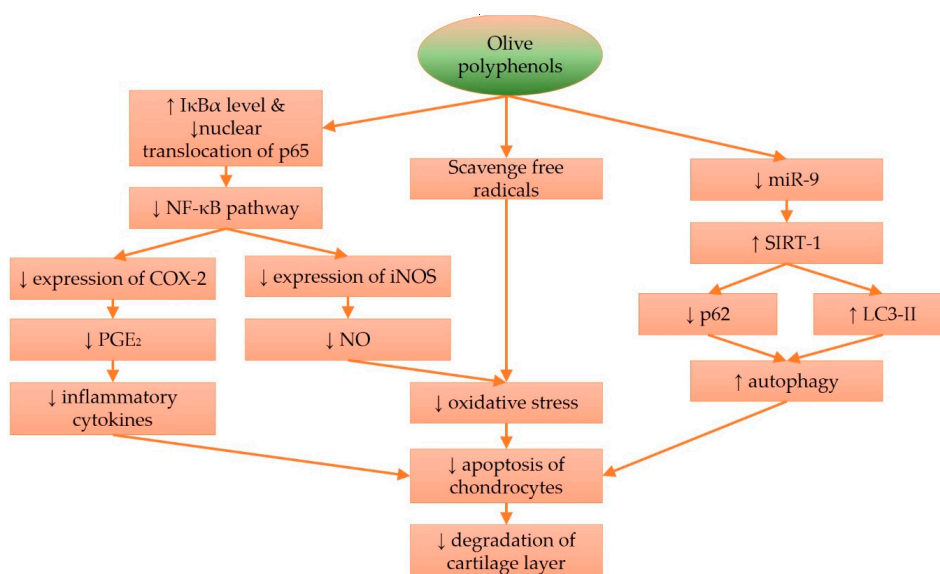 Olive
polyphenols
↑ IκBα level &
↓nuclear
translocation of p65
Scavenge free
radicals
↓ miR-9
↓ NF-κB pathway
↑ SIRT-1
↓ expression of COX-2
↓ expression of iNOS
↓ p62
↑ LC3-II
↓ PGE₂
↓ NO
↑ autophagy
↓ inflammatory
cytokines
↓ oxidative stress
↓ apoptosis of
chondrocytes
↓ degradation of
cartilage layer